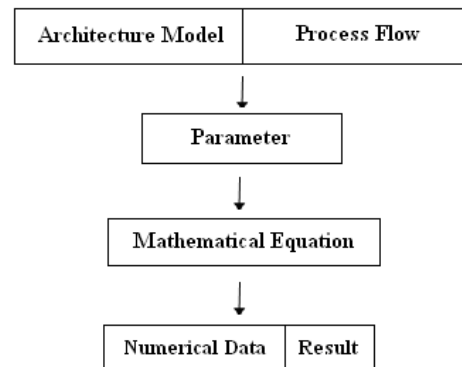 Architecture Model Process Flow
Parameter
Mathematical Equation
Numerical Data Result